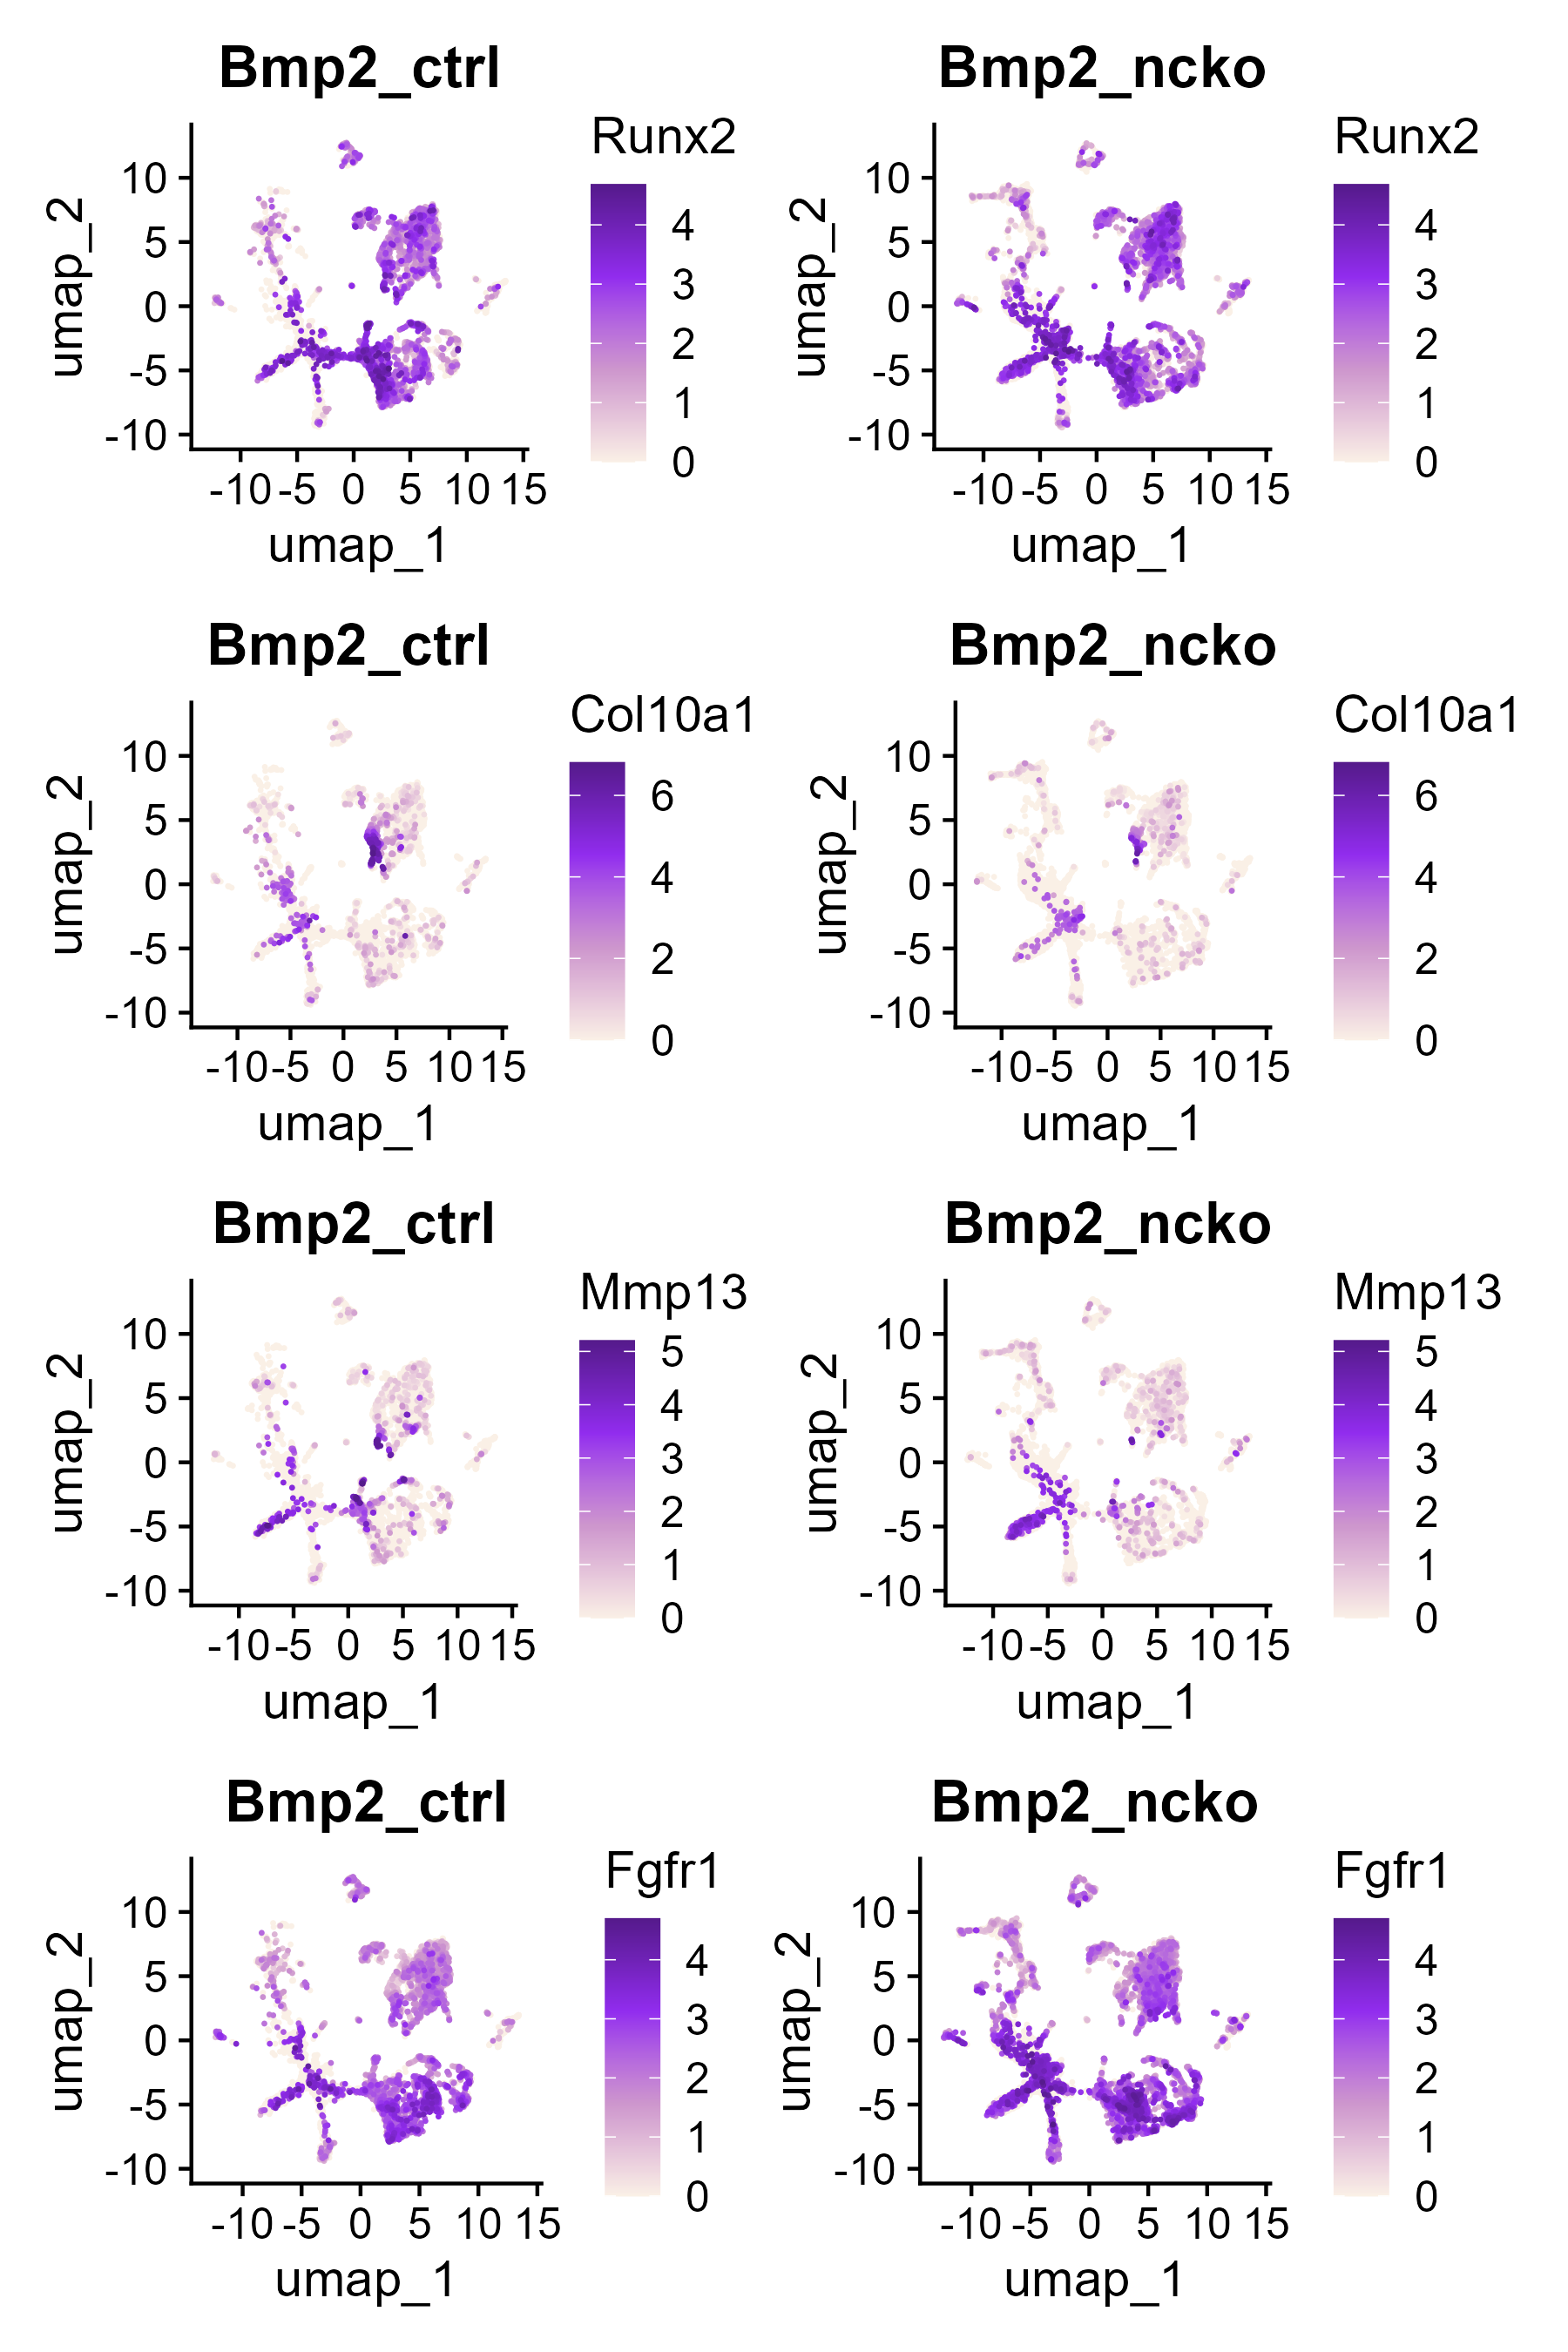 Bmp2_ctrl Bmp2_ncko
Runx2 Runx2
umap_2 10 5 0 -5 -10 4 3 2 1 0 umap_2 10 5 0 -5 -10 4 3 2 1 0
-10 -5 0 5 10 15 -10 -5 0 5 10 15
umap_1 umap_1
Bmp2_ctrl Bmp2_ncko
Col10a1 Col10a1
umap_2 10 5 0 -5 -10 6 4 2 0 umap_2 10 5 0 -5 -10 6 4 2 0
-10 -5 0 5 10 15 -10 -5 0 5 10 15
umap_1 umap_1
Bmp2_ctrl Bmp2_ncko
Mmp13 Mmp13
umap_2 10 5 0 -5 -10 5 4 3 2 1 0 umap_2 10 5 0 -5 -10 5 4 3 2 1 0
-10 -5 0 5 10 15 -10 -5 0 5 10 15
umap_1 umap_1
Bmp2_ctrl Bmp2_ncko
Fgfr1 Fgfr1
umap_2 10 5 0 -5 -10 4 3 2 1 0 umap_2 10 5 0 -5 -10 4 3 2 1 0
-10 -5 0 5 10 15 -10 -5 0 5 10 15
umap_1 umap_1